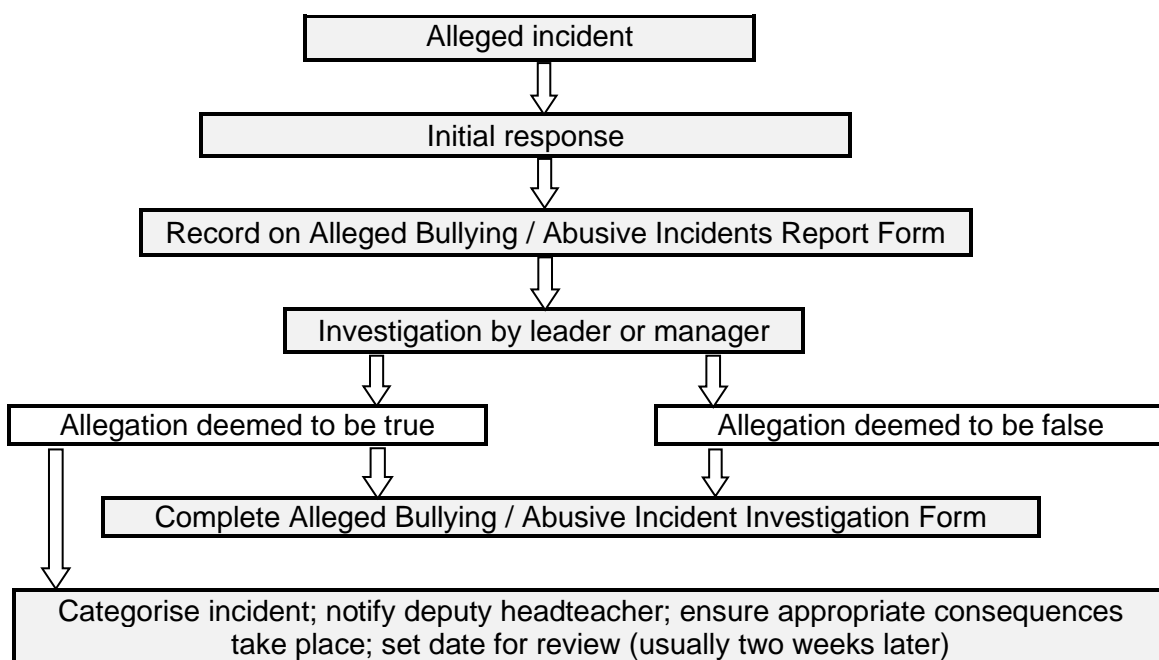 Alleged incident
Initial response
Record on Alleged Bullying / Abusive Incidents Report Form
Investigation by leader or manager
Allegation deemed to be true
Allegation deemed to be false
Complete Alleged Bullying / Abusive Incident Investigation Form
Categorise incident; notify deputy headteacher; ensure appropriate consequences
take place; set date for review (usually two weeks later)